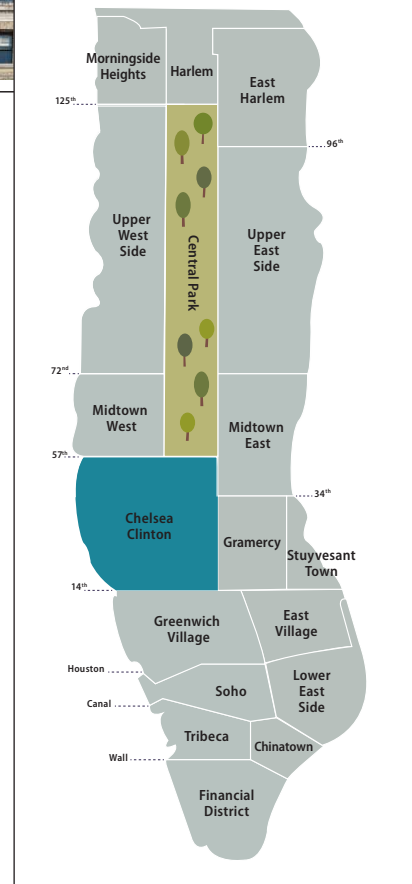 Morningside
Heights
Harlem
East
Harlem
125th
96th
Upper
West
Side
Central Park
Upper
East
Side
72nd
Midtown
West
Midtown
East
57th
34th
Chelsea
Clinton
Gramercy
Stuyvesant
Town
14th
Greenwich
Village
East
Village
Houston
Soho
Lower
East
Side
Canal
Tribeca
Chinatown
Wall
Financial
District